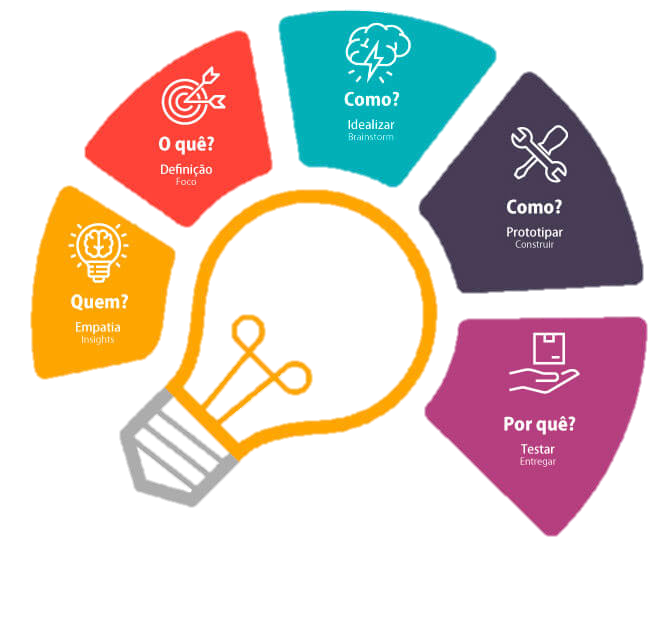 Quem?
Empatia
Insights
O quê?
Definição
Foco
Como?
Idealizar
Brainstorm
Como?
Prototipar
Construir
Por quê?
Testar
Entregar